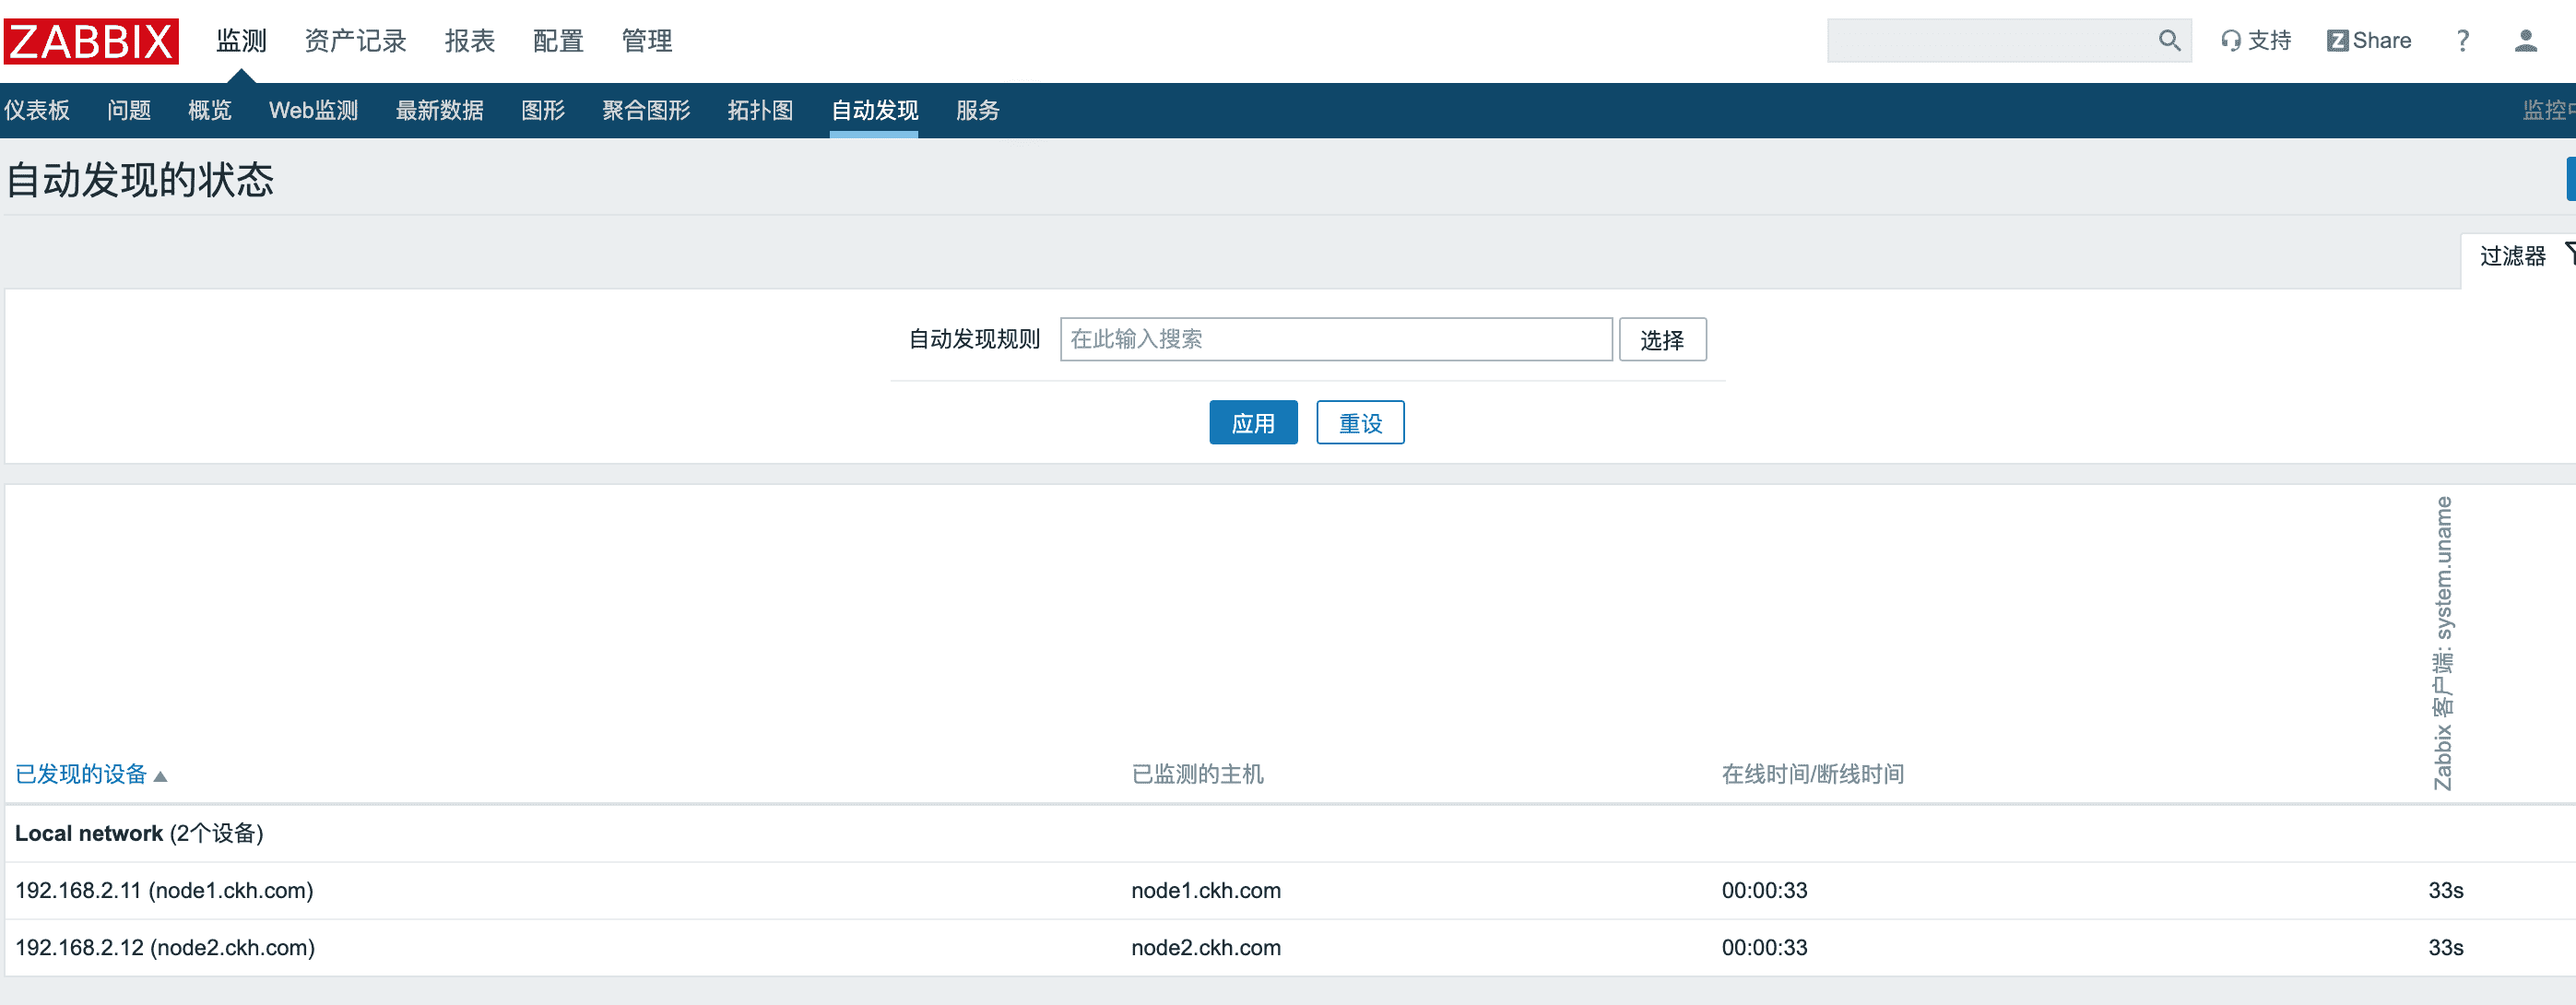 ZABBIX 监测 资产记录 报表 配置 管理 支持 Z Share ?
仪表板 问题 概览 Web监测 最新数据 图形 聚合图形 拓扑图 自动发现 服务 监控
自动发现的状态
过滤器
自动发现规则 在此输入搜索 选择
应用 重设
已发现的设备 ▲ 已监测的主机 在线时间/断线时间 Zabbix 客户端: system.uname
Local network (2个设备)
192.168.2.11 (node1.ckh.com) node1.ckh.com 00:00:33 33s
192.168.2.12 (node2.ckh.com) node2.ckh.com 00:00:33 33s